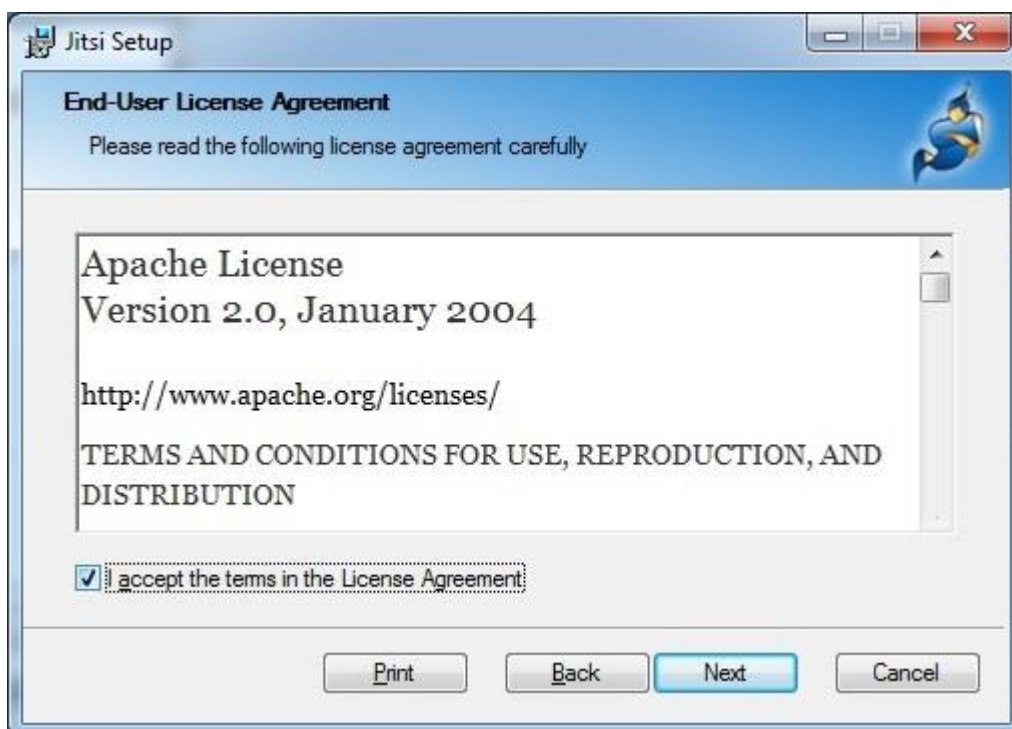 Jitsi Setup
End-User License Agreement
Please read the following license agreement carefully
Apache License
Version 2.0, January 2004
http://www.apache.org/licenses/
TERMS AND CONDITIONS FOR USE, REPRODUCTION, AND
DISTRIBUTION
I accept the terms in the License Agreement
Print Back Next Cancel